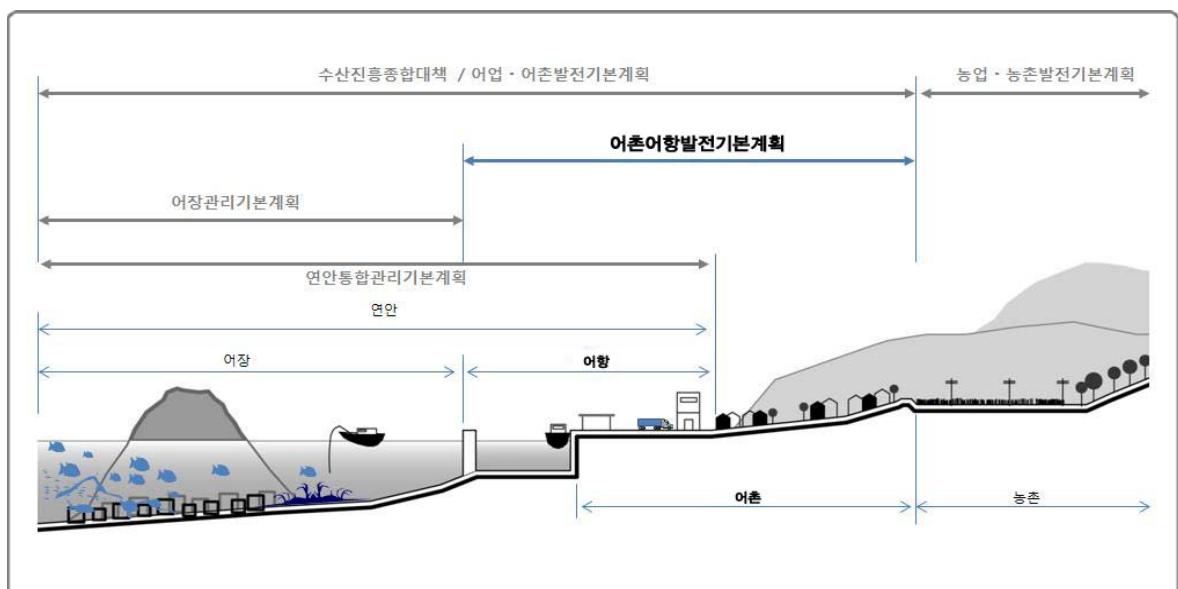 수산진흥종합대책 / 어업 · 어촌발전기본계획
농업 · 농촌발전기본계획
어촌어항발전기본계획
어장관리기본계획
연안통합관리기본계획
연안
어장
어항
어촌
농촌